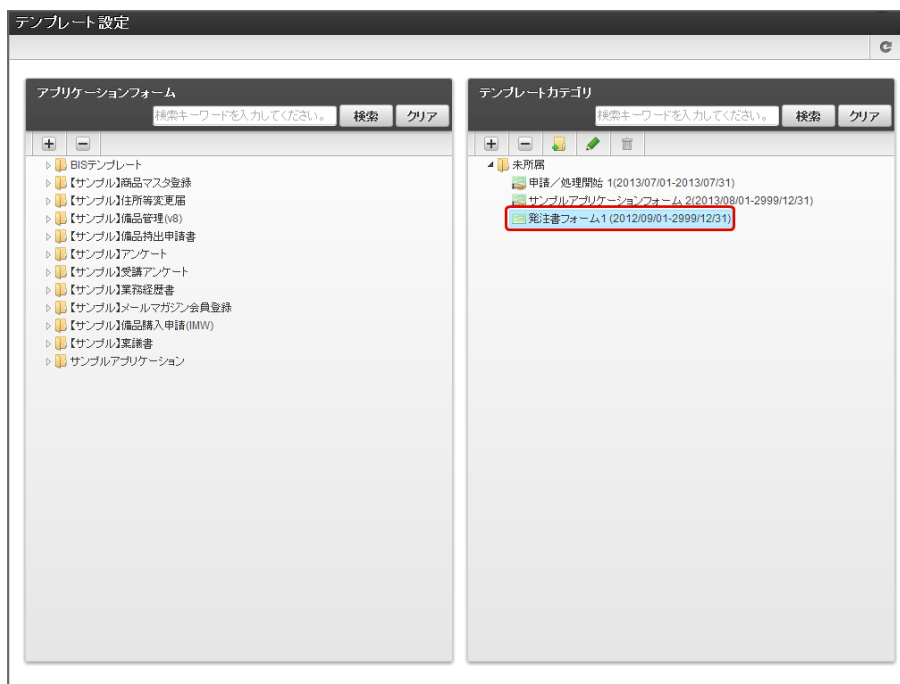 テンプレート設定
アプリケーションフォーム
検索キーワードを入力してください。 検索 クリア
BISテンプレート
【サンプル】商品マスタ登録
【サンプル】住所等変更届
【サンプル】備品管理(v8)
【サンプル】備品持出申請書
【サンプル】アンケート
【サンプル】受講アンケート
【サンプル】業務経歴書
【サンプル】メールマガジン会員登録
【サンプル】備品購入申請(IMW)
【サンプル】稟議書
サンプルアプリケーション
テンプレートカテゴリ
検索キーワードを入力してください。 検索 クリア
未所属
申請／処理開始 1(2013/07/01-2013/07/31)
サンプルアプリケーションフォーム 2(2013/08/01-2999/12/31)
発注書フォーム1 (2012/09/01-2999/12/31)